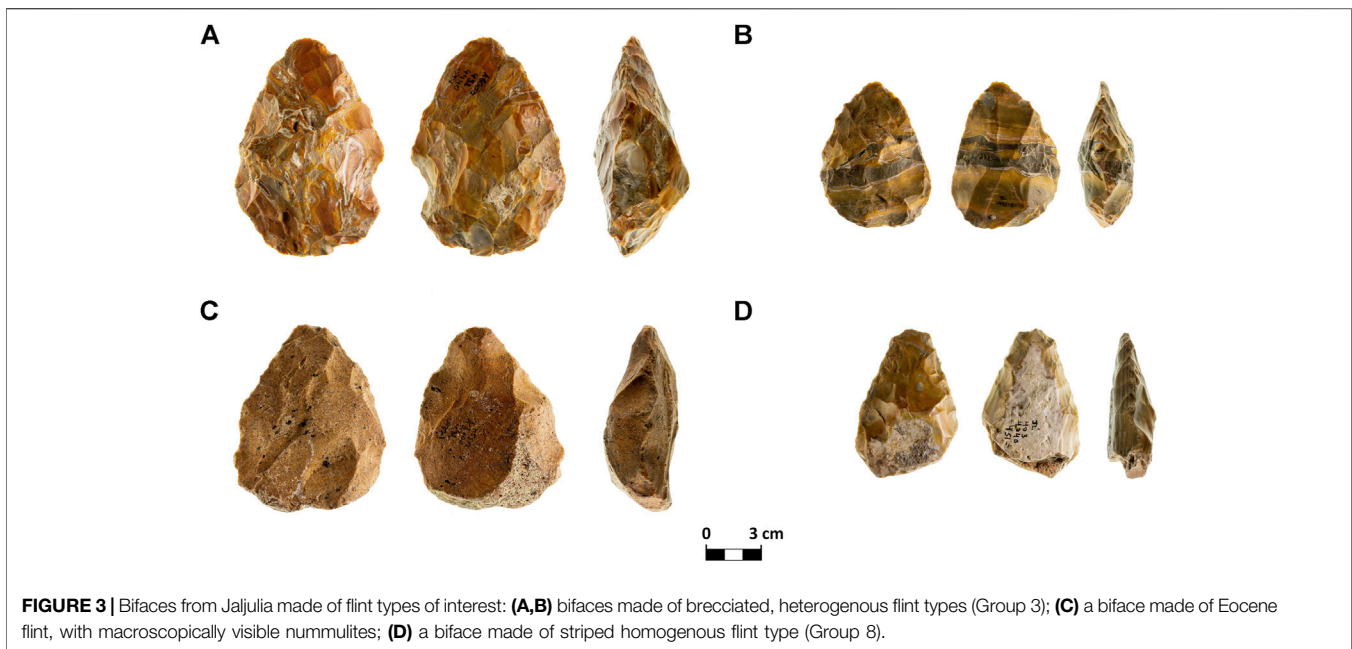 A
B
C
D
0 3 cm
FIGURE 3 | Bifaces from Jaljulia made of flint types of interest: (A,B) bifaces made of brecciated, heterogenous flint types (Group 3); (C) a biface made of Eocene
flint, with macroscopically visible nummulites; (D) a biface made of striped homogenous flint type (Group 8).